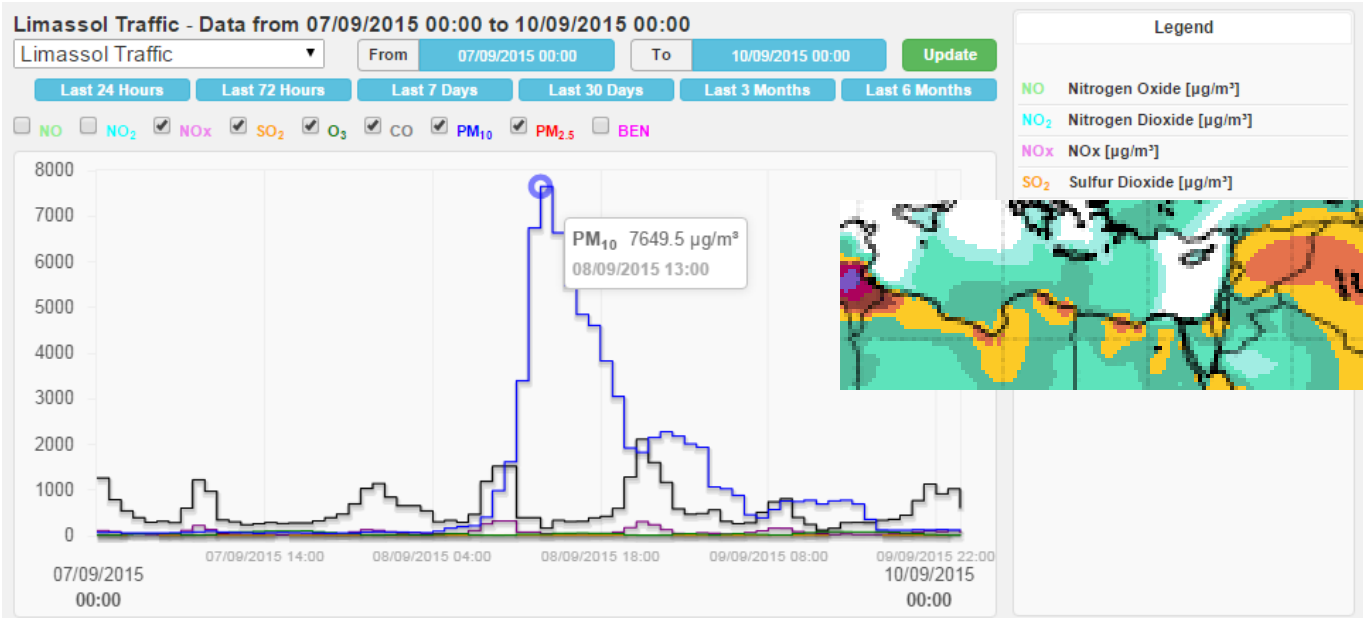 Limassol Traffic - Data from 07/09/2015 00:00 to 10/09/2015 00:00
Limassol Traffic
From 07/09/2015 00:00 To 10/09/2015 00:00 Update
Last 24 Hours Last 72 Hours Last 7 Days Last 30 Days Last 3 Months Last 6 Months
NO NO₂ NOx SO₂ O₃ CO PM₁₀ PM₂.₅ BEN
8000
7000
6000
5000
4000
3000
2000
1000
0
PM₁₀ 7649.5 µg/m³
08/09/2015 13:00
07/09/2015 14:00 08/09/2015 04:00 08/09/2015 18:00 09/09/2015 08:00 09/09/2015 22:00
07/09/2015 10/09/2015
00:00 00:00
Legend
NO Nitrogen Oxide [µg/m³]
NO₂ Nitrogen Dioxide [µg/m³]
NOx NOx [µg/m³]
SO₂ Sulfur Dioxide [µg/m³]